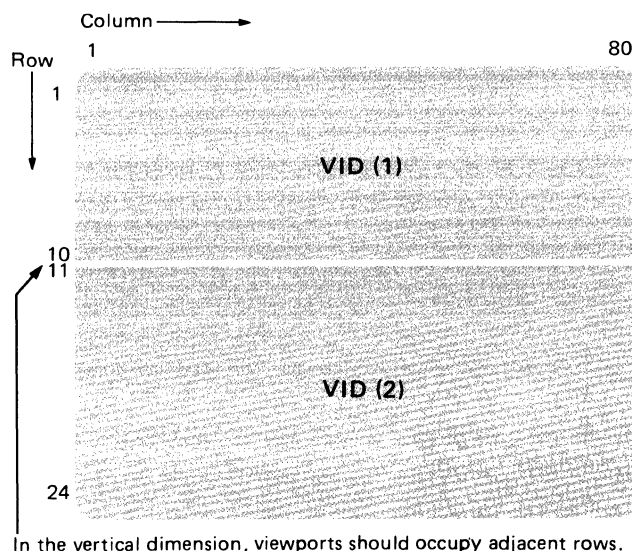 Column
1 80
Row
1
VID (1)
10
11
VID (2)
24
In the vertical dimension, viewports should occupy adjacent rows.